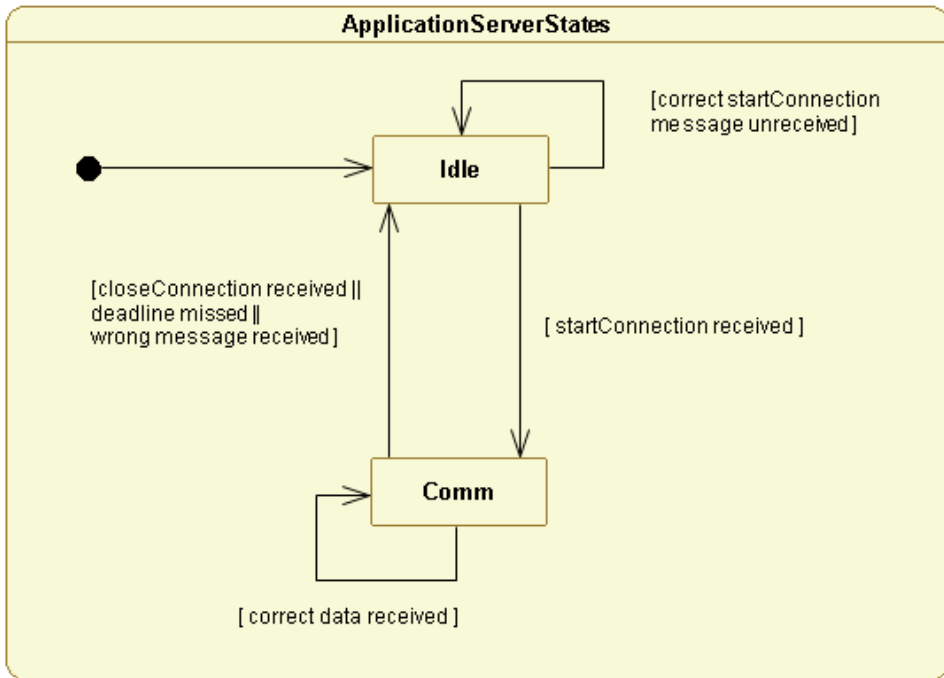 ApplicationServerStates
[correct startConnection
message unreceived]
Idle
[closeConnection received ||
deadline missed ||
wrong message received]
[ startConnection received ]
Comm
[ correct data received ]